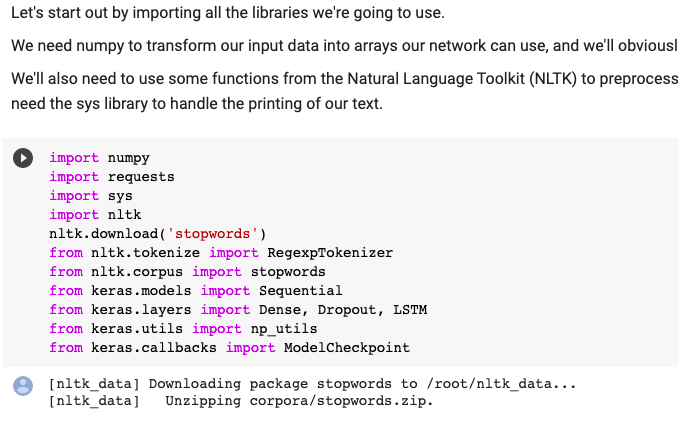 Let's start out by importing all the libraries we're going to use.
We need numpy to transform our input data into arrays our network can use, and we'll obviousl
We'll also need to use some functions from the Natural Language Toolkit (NLTK) to preprocess
need the sys library to handle the printing of our text.
import numpy
import requests
import sys
import nltk
nltk.download('stopwords')
from nltk.tokenize import RegexpTokenizer
from nltk.corpus import stopwords
from keras.models import Sequential
from keras.layers import Dense, Dropout, LSTM
from keras.utils import np_utils
from keras.callbacks import ModelCheckpoint
[nltk_data] Downloading package stopwords to /root/nltk_data...
[nltk_data]   Unzipping corpora/stopwords.zip.